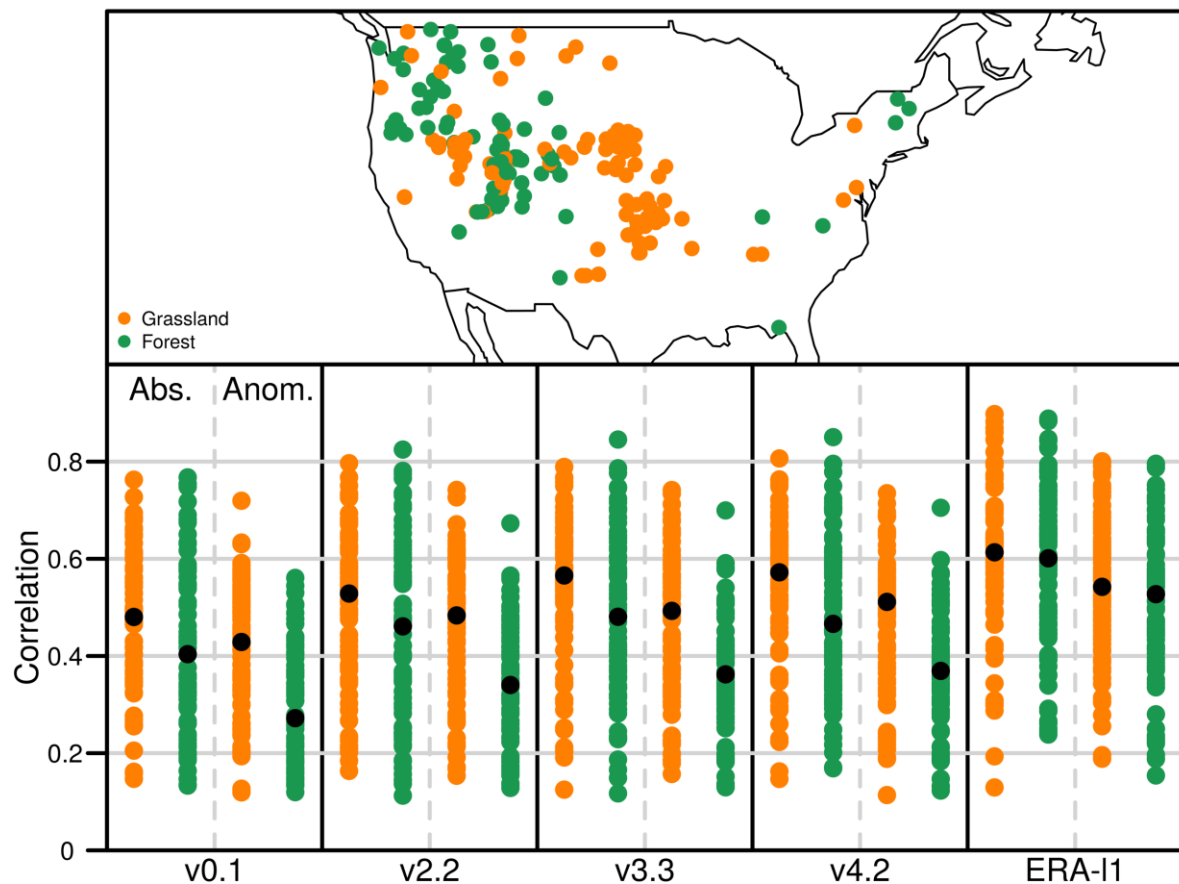 Grassland
Forest
Abs. Anom.
Correlation
0.8
0.6
0.4
0.2
0
v0.1 v2.2 v3.3 v4.2 ERA-l1